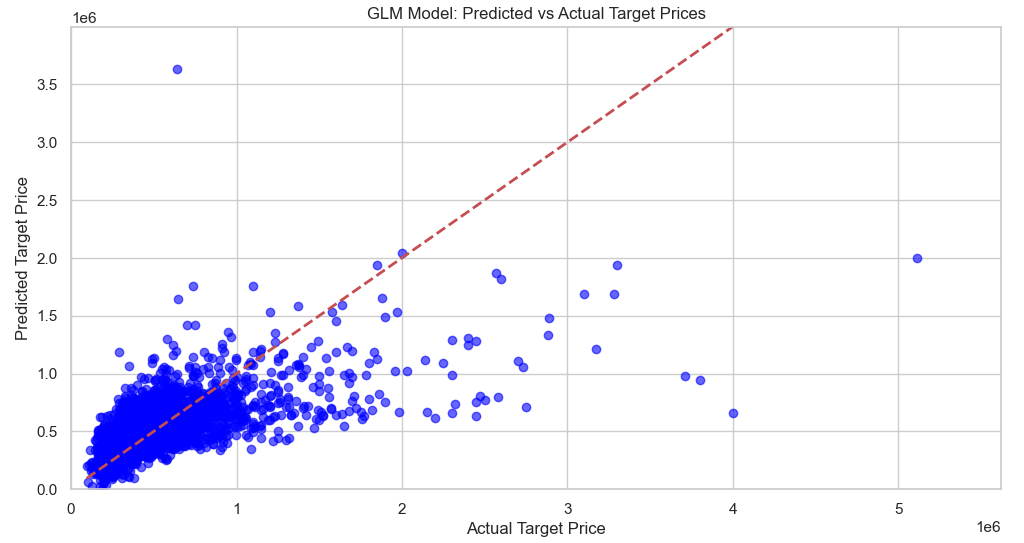 GLM Model: Predicted vs Actual Target Prices
1e6
Predicted Target Price
3.5
3.0
2.5
2.0
1.5
1.0
0.5
0.0
0 1 2 3 4 5
1e6
Actual Target Price